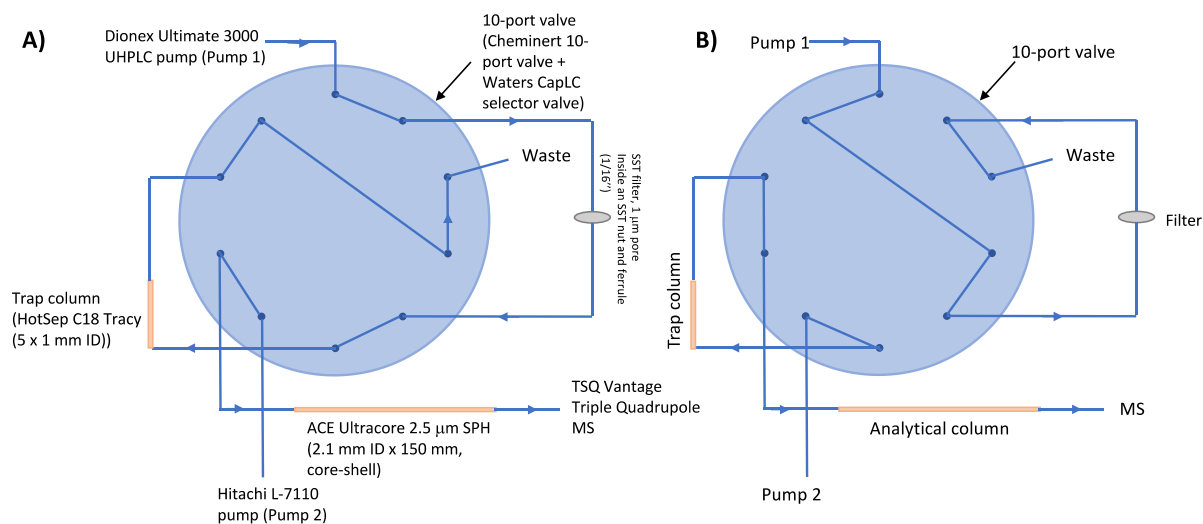 A)
Dionex Ultimate 3000
UHPLC pump (Pump 1)
10-port valve
(Cheminert 10-
port valve +
Waters CapLC
selector valve)
Waste
SST filter, 1 μm pore
Inside an SST nut and ferrule
(1/16″)
Trap column
(HotSep C18 Tracy
(5 x 1 mm ID))
TSQ Vantage
Triple Quadrupole
MS
ACE Ultracore 2.5 μm SPH
(2.1 mm ID x 150 mm,
core-shell)
Hitachi L-7110
pump (Pump 2)
B)
Pump 1
10-port valve
Waste
Filter
Trap column
MS
Analytical column
Pump 2